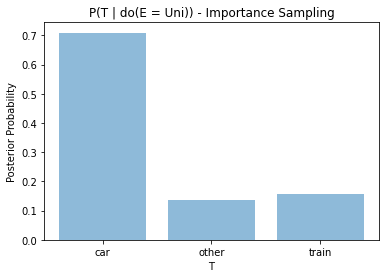 P(T | do(E = Uni)) - Importance Sampling
Posterior Probability
0.7
0.6
0.5
0.4
0.3
0.2
0.1
0.0
car other train
T